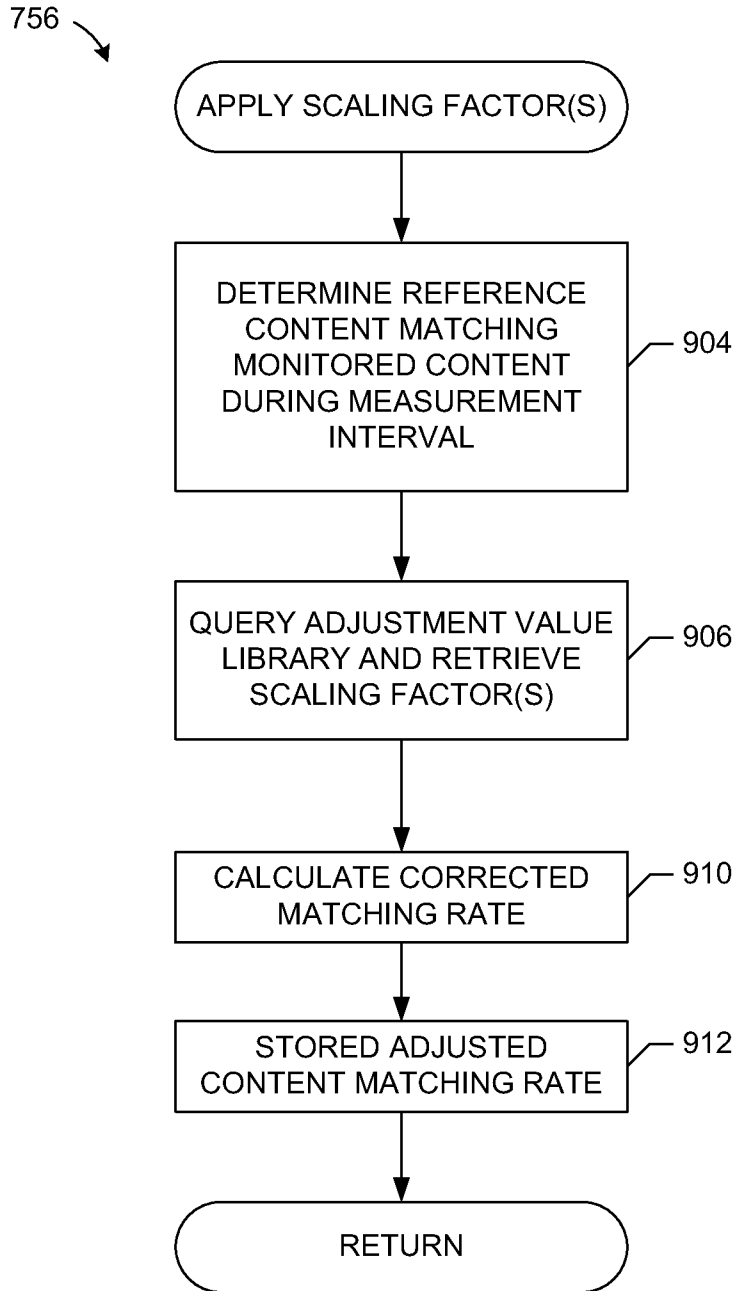 756
APPLY SCALING FACTOR(S)
DETERMINE REFERENCE
CONTENT MATCHING
MONITORED CONTENT
DURING MEASUREMENT
INTERVAL
904
QUERY ADJUSTMENT VALUE
LIBRARY AND RETRIEVE
SCALING FACTOR(S)
906
CALCULATE CORRECTED
MATCHING RATE
910
STORED ADJUSTED
CONTENT MATCHING RATE
912
RETURN